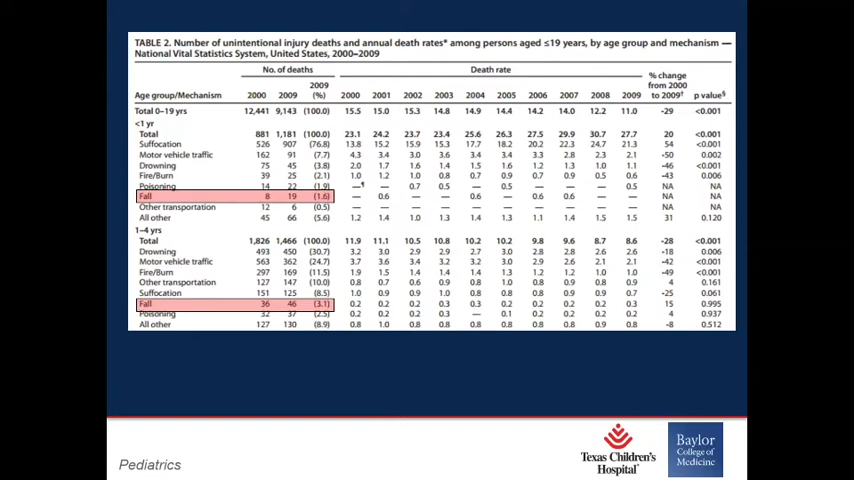 TABLE 2. Number of unintentional injury deaths and annual death rates* among persons aged ≤19 years, by age group and mechanism —
National Vital Statistics System, United States, 2000–2009
No. of deaths Death rate
% change
2009 from 2000
Age group/Mechanism 2000 2009 (%) 2000 2001 2002 2003 2004 2005 2006 2007 2008 2009 to 2009† p value§
Total 0–19 yrs 12,441 9,143 (100.0) 15.5 15.0 15.3 14.8 14.9 14.4 14.2 14.0 12.2 11.0 -29 <0.001
<1 yr
Total 881 1,181 (100.0) 23.1 24.2 23.7 23.4 25.6 26.3 27.5 29.9 30.7 27.7 20 <0.001
Suffocation 526 907 (76.8) 13.8 15.2 15.9 15.3 17.7 18.2 20.2 22.3 24.7 21.3 54 <0.001
Motor vehicle traffic 162 91 (7.7) 4.3 3.4 3.0 3.6 3.4 3.4 3.3 2.8 2.3 2.1 -50 0.002
Drowning 75 45 (3.8) 2.0 1.7 1.6 1.4 1.5 1.6 1.2 1.3 1.0 1.1 -46 <0.001
Fire/Burn 39 25 (2.1) 1.0 1.2 1.0 0.8 0.7 0.9 0.7 0.9 0.5 0.6 -43 0.006
Poisoning 14 22 (1.9) —¶ — 0.7 0.5 — 0.5 — — — 0.5 NA NA
Fall 8 19 (1.6) — 0.6 — — 0.6 — 0.6 0.6 — — NA NA
Other transportation 12 6 (0.5) — — — — — — — — — — NA NA
All other 45 66 (5.6) 1.2 1.4 1.0 1.3 1.4 1.3 1.1 1.4 1.5 1.5 31 0.120
1–4 yrs
Total 1,826 1,466 (100.0) 11.9 11.1 10.5 10.8 10.2 10.2 9.8 9.6 8.7 8.6 -28 <0.001
Drowning 493 450 (30.7) 3.2 3.0 2.9 2.9 2.7 3.0 2.8 2.8 2.6 2.6 -18 0.006
Motor vehicle traffic 563 362 (24.7) 3.7 3.6 3.4 3.2 3.2 3.0 2.9 2.6 2.1 2.1 -42 <0.001
Fire/Burn 297 169 (11.5) 1.9 1.5 1.4 1.4 1.4 1.3 1.2 1.2 1.0 1.0 -49 <0.001
Other transportation 127 147 (10.0) 0.8 0.7 0.6 0.9 0.8 1.0 0.8 0.9 0.8 0.9 4 0.161
Suffocation 151 125 (8.5) 1.0 0.9 0.9 1.0 0.8 0.8 0.8 0.9 0.9 0.7 -25 0.061
Fall 36 46 (3.1) 0.2 0.2 0.2 0.3 0.3 0.2 0.2 0.2 0.2 0.3 15 0.995
Poisoning 32 37 (2.5) 0.2 0.2 0.2 0.3 — 0.1 0.2 0.2 0.2 0.2 4 0.937
All other 127 130 (8.9) 0.8 1.0 0.8 0.8 0.8 0.8 0.8 0.8 0.9 0.8 -8 0.512
Pediatrics
Texas Children's
Hospital®
Baylor
College of
Medicine